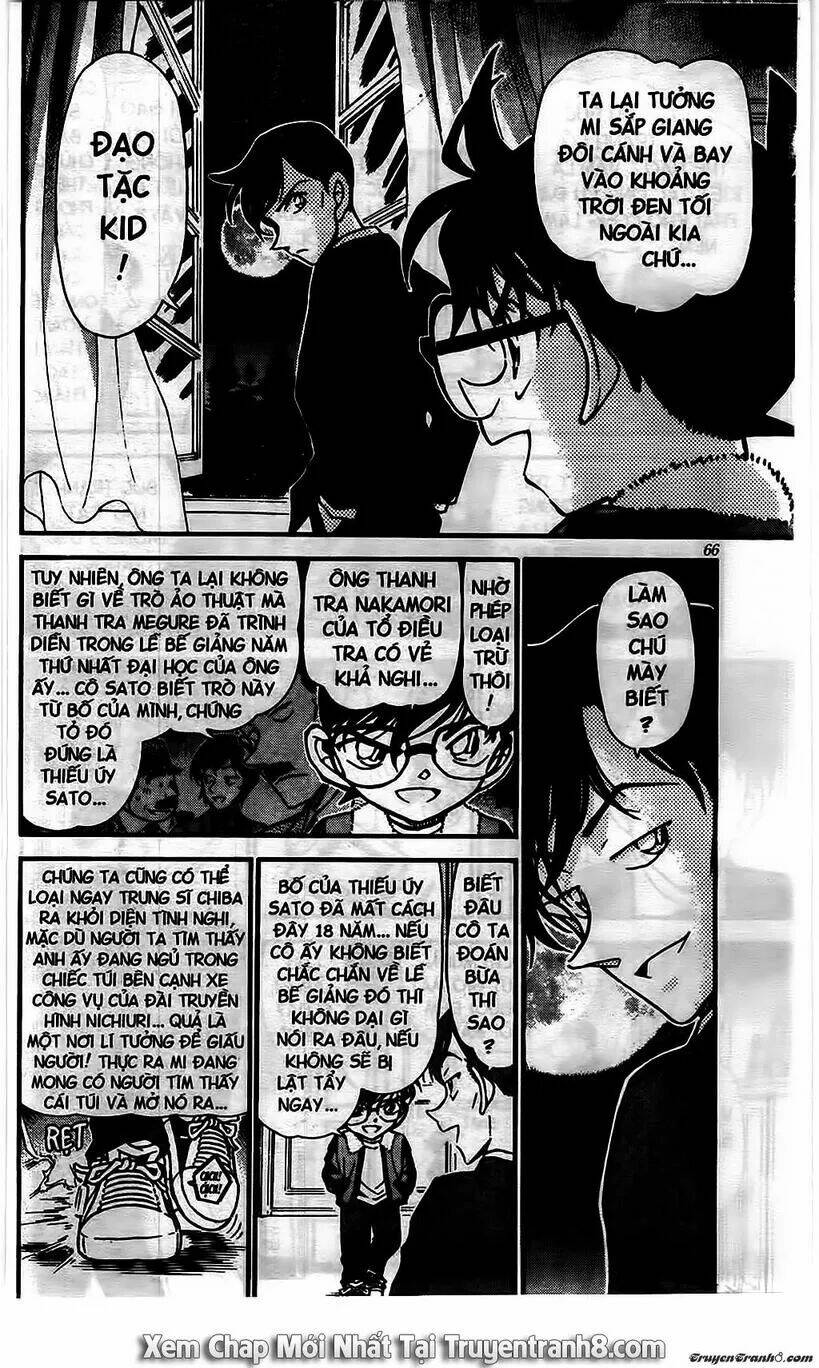 TA LẠI TƯỞNG
MI SẮP GIANG
ĐÔI CÁNH VÀ BAY
VÀO KHOẢNG
TRỜI ĐEN TỐI
NGOÀI KIA
CHỨ...
ĐẠO
TẶC
KID
!
66
LÀM
SAO
CHÚ
MÀY
BIẾT
?
NHỜ
PHÉP
LOẠI
TRỪ
THÔI!
ÔNG THANH
TRA NAKAMORI
CỦA TỔ ĐIỀU
TRA CÓ VẺ
KHẢ NGHI...
TUY NHIÊN, ÔNG TA LẠI KHÔNG
BIẾT GÌ VỀ TRÒ ẢO THUẬT MÀ
THANH TRA MEGURE ĐÃ TRÌNH
DIỄN TRONG LỄ BẾ GIẢNG NĂM
THỨ NHẤT ĐẠI HỌC CỦA ÔNG
ẤY... CÔ SATO BIẾT TRÒ NÀY
TỪ BỐ CỦA MÌNH, CHỨNG
TỎ ĐÓ
ĐÚNG LÀ
THIẾU ÚY
SATO...
BIẾT
ĐÂU
CÔ TA
ĐOÁN
BỪA
THÌ
SAO
?
BỐ CỦA THIẾU ÚY
SATO ĐÃ MẤT CÁCH
ĐÂY 18 NĂM... NẾU
CÔ ẤY KHÔNG BIẾT
CHẮC CHẮN VỀ LỄ
BẾ GIẢNG ĐÓ THÌ
KHÔNG DẠI GÌ
NÓI RA ĐÂU, NẾU
KHÔNG SẼ BỊ
LẬT TẨY
NGAY...
CHÚNG TA CŨNG CÓ THỂ
LOẠI NGAY TRUNG SĨ CHIBA
RA KHỎI DIỆN TÌNH NGHI,
MẶC DÙ NGƯỜI TA TÌM THẤY
ANH ẤY ĐANG NGỦ TRONG
CHIẾC TÚI BÊN CẠNH XE
CÔNG VỤ CỦA ĐÀI TRUYỀN
HÌNH NICHIURI... QUẢ LÀ
MỘT NƠI LÍ TƯỞNG ĐỂ GIẤU
NGƯỜI! THỰC RA MI ĐANG
MONG CÓ NGƯỜI TÌM THẤY
CÁI TÚI VÀ MỞ NÓ RA...
RẸT
CẠCH!
CẠCH!
Xem Chap Mới Nhất Tại Truyentranh8.com
TruyenTranh8.com